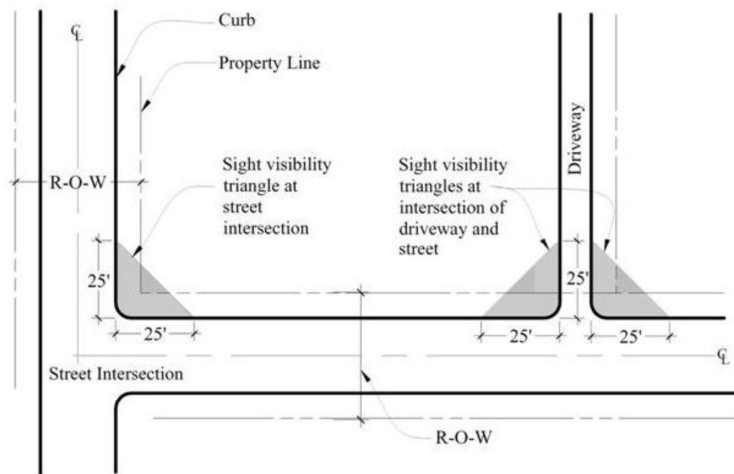 ℄
Curb
Property Line
R-O-W
Sight visibility
triangle at
street
intersection
Sight visibility
triangles at
intersection of
driveway and
street
Driveway
25'
25'
25'
25'
25'
Street Intersection
℄
R-O-W